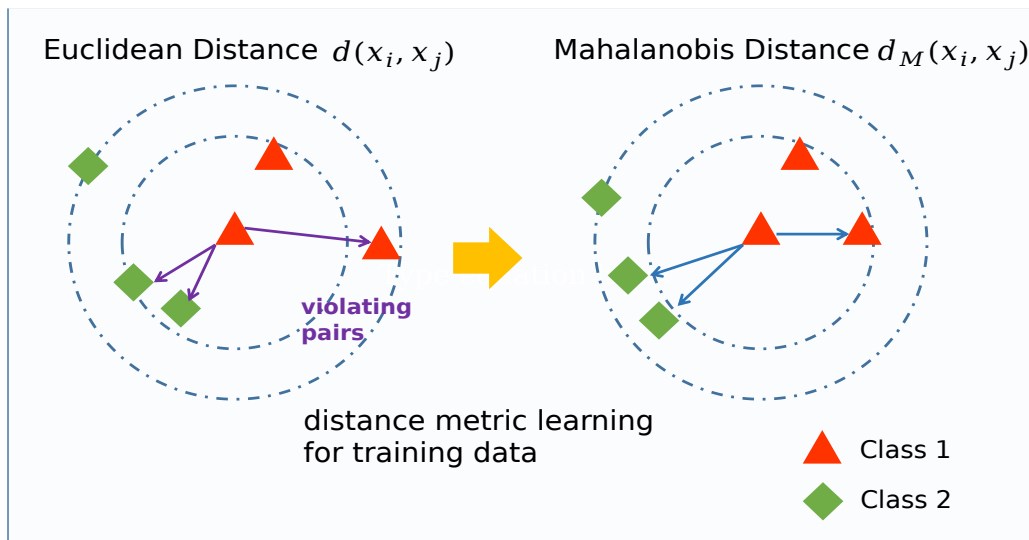 Euclidean Distance d(x_i, x_j)
Mahalanobis Distance d_M(x_i, x_j)
violating
pairs
distance metric learning
for training data
Class 1
Class 2